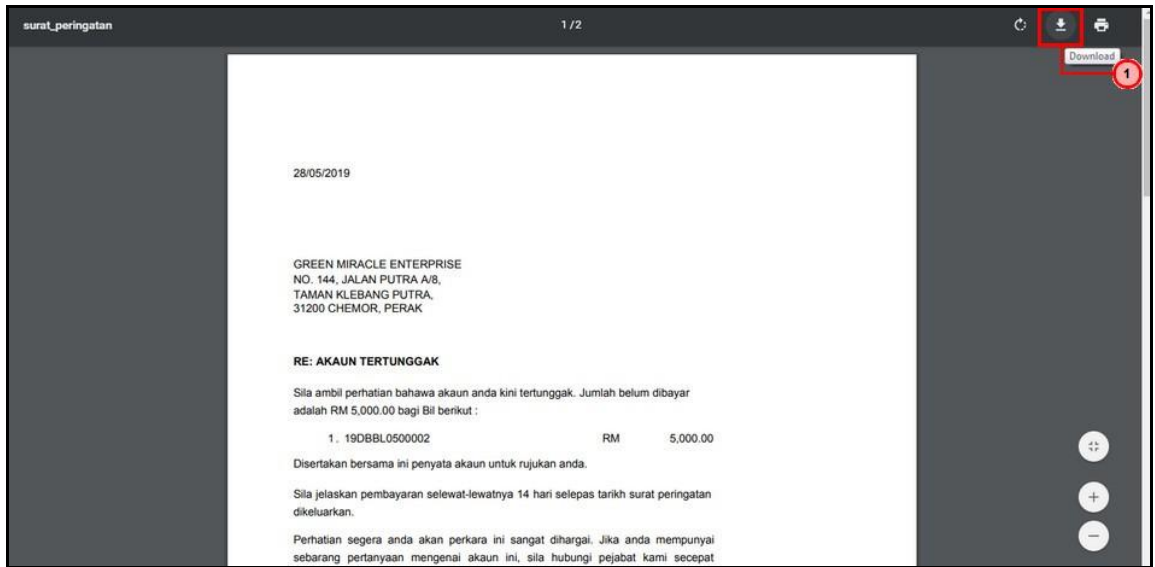 surat_peringatan
1 / 2
Download
1
28/05/2019
GREEN MIRACLE ENTERPRISE
NO. 144, JALAN PUTRA A/8,
TAMAN KLEBANG PUTRA,
31200 CHEMOR, PERAK
RE: AKAUN TERTUNGGAK
Sila ambil perhatian bahawa akaun anda kini tertunggak. Jumlah belum dibayar
adalah RM 5,000.00 bagi Bil berikut :
1. 19DBBL0500002 RM 5,000.00
Disertakan bersama ini penyata akaun untuk rujukan anda.
Sila jelaskan pembayaran selewat-lewatnya 14 hari selepas tarikh surat peringatan
dikeluarkan.
Perhatian segera anda akan perkara ini sangat dihargai. Jika anda mempunyai
sebarang pertanyaan mengenai akaun ini, sila hubungi pejabat kami secepat